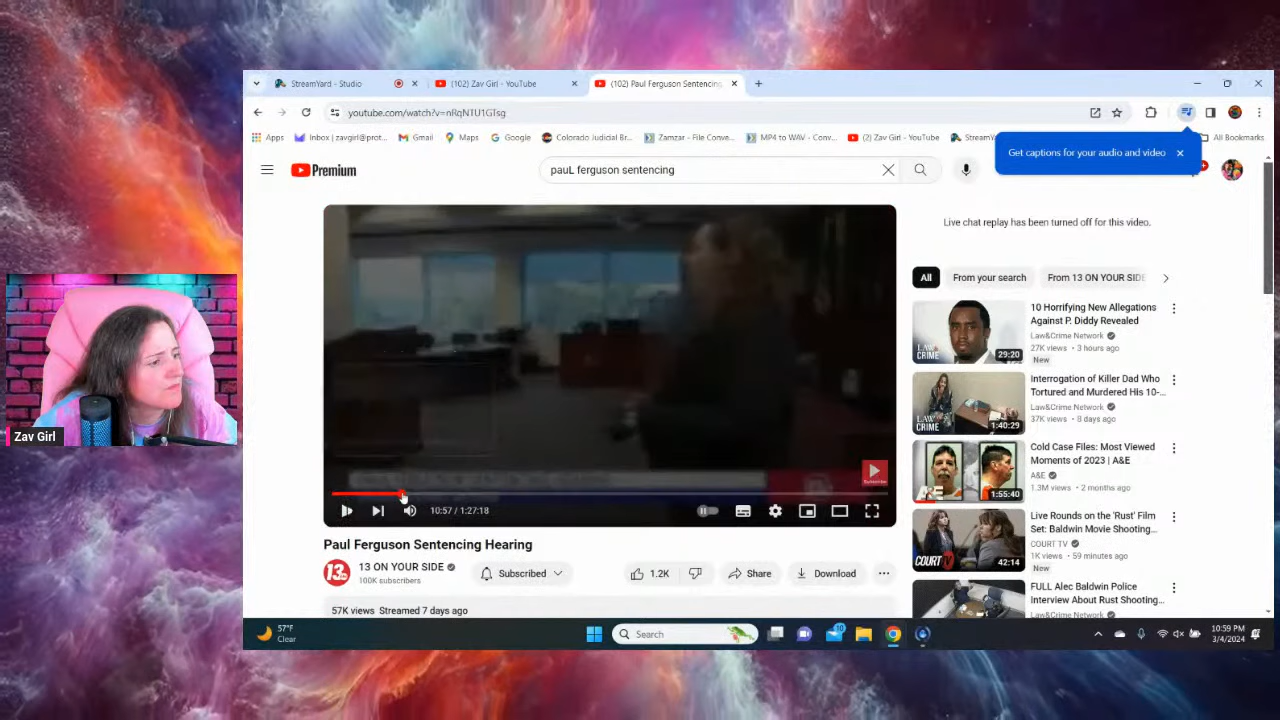 StreamYard - Studio
(102) Zav Girl - YouTube
(102) Paul Ferguson Sentencing
youtube.com/watch?v=nRqNTU1GTsg
Apps
Inbox | zavgirl@prot...
Gmail
Maps
Google
Colorado Judicial Br...
Zamzar - File Conve...
MP4 to WAV - Conv...
(2) Zav Girl - YouTube
StreamYa
All Bookmarks
Get captions for your audio and video
Premium
pauL ferguson sentencing
Live chat replay has been turned off for this video.
All
From your search
From 13 ON YOUR SIDE
10 Horrifying New Allegations
Against P. Diddy Revealed
Law&Crime Network
27K views • 3 hours ago
New
LAW
CRIME
29:20
Interrogation of Killer Dad Who
Tortured and Murdered His 10-...
Law&Crime Network
37K views • 8 days ago
LAW
CRIME
1:40:29
Cold Case Files: Most Viewed
Moments of 2023 | A&E
A&E
1.3M views • 2 months ago
A&E
1:55:40
Live Rounds on the 'Rust' Film
Set: Baldwin Movie Shooting...
COURT TV
1K views • 59 minutes ago
New
COURT TV
42:14
FULL Alec Baldwin Police
Interview About Rust Shooting...
Law&Crime Network
Subscribe
10:57 / 1:27:18
Paul Ferguson Sentencing Hearing
13 ON YOUR SIDE
100K subscribers
Subscribed
1.2K
Share
Download
57K views Streamed 7 days ago
Zav Girl
57°F
Clear
Search
10
10:59 PM
3/4/2024